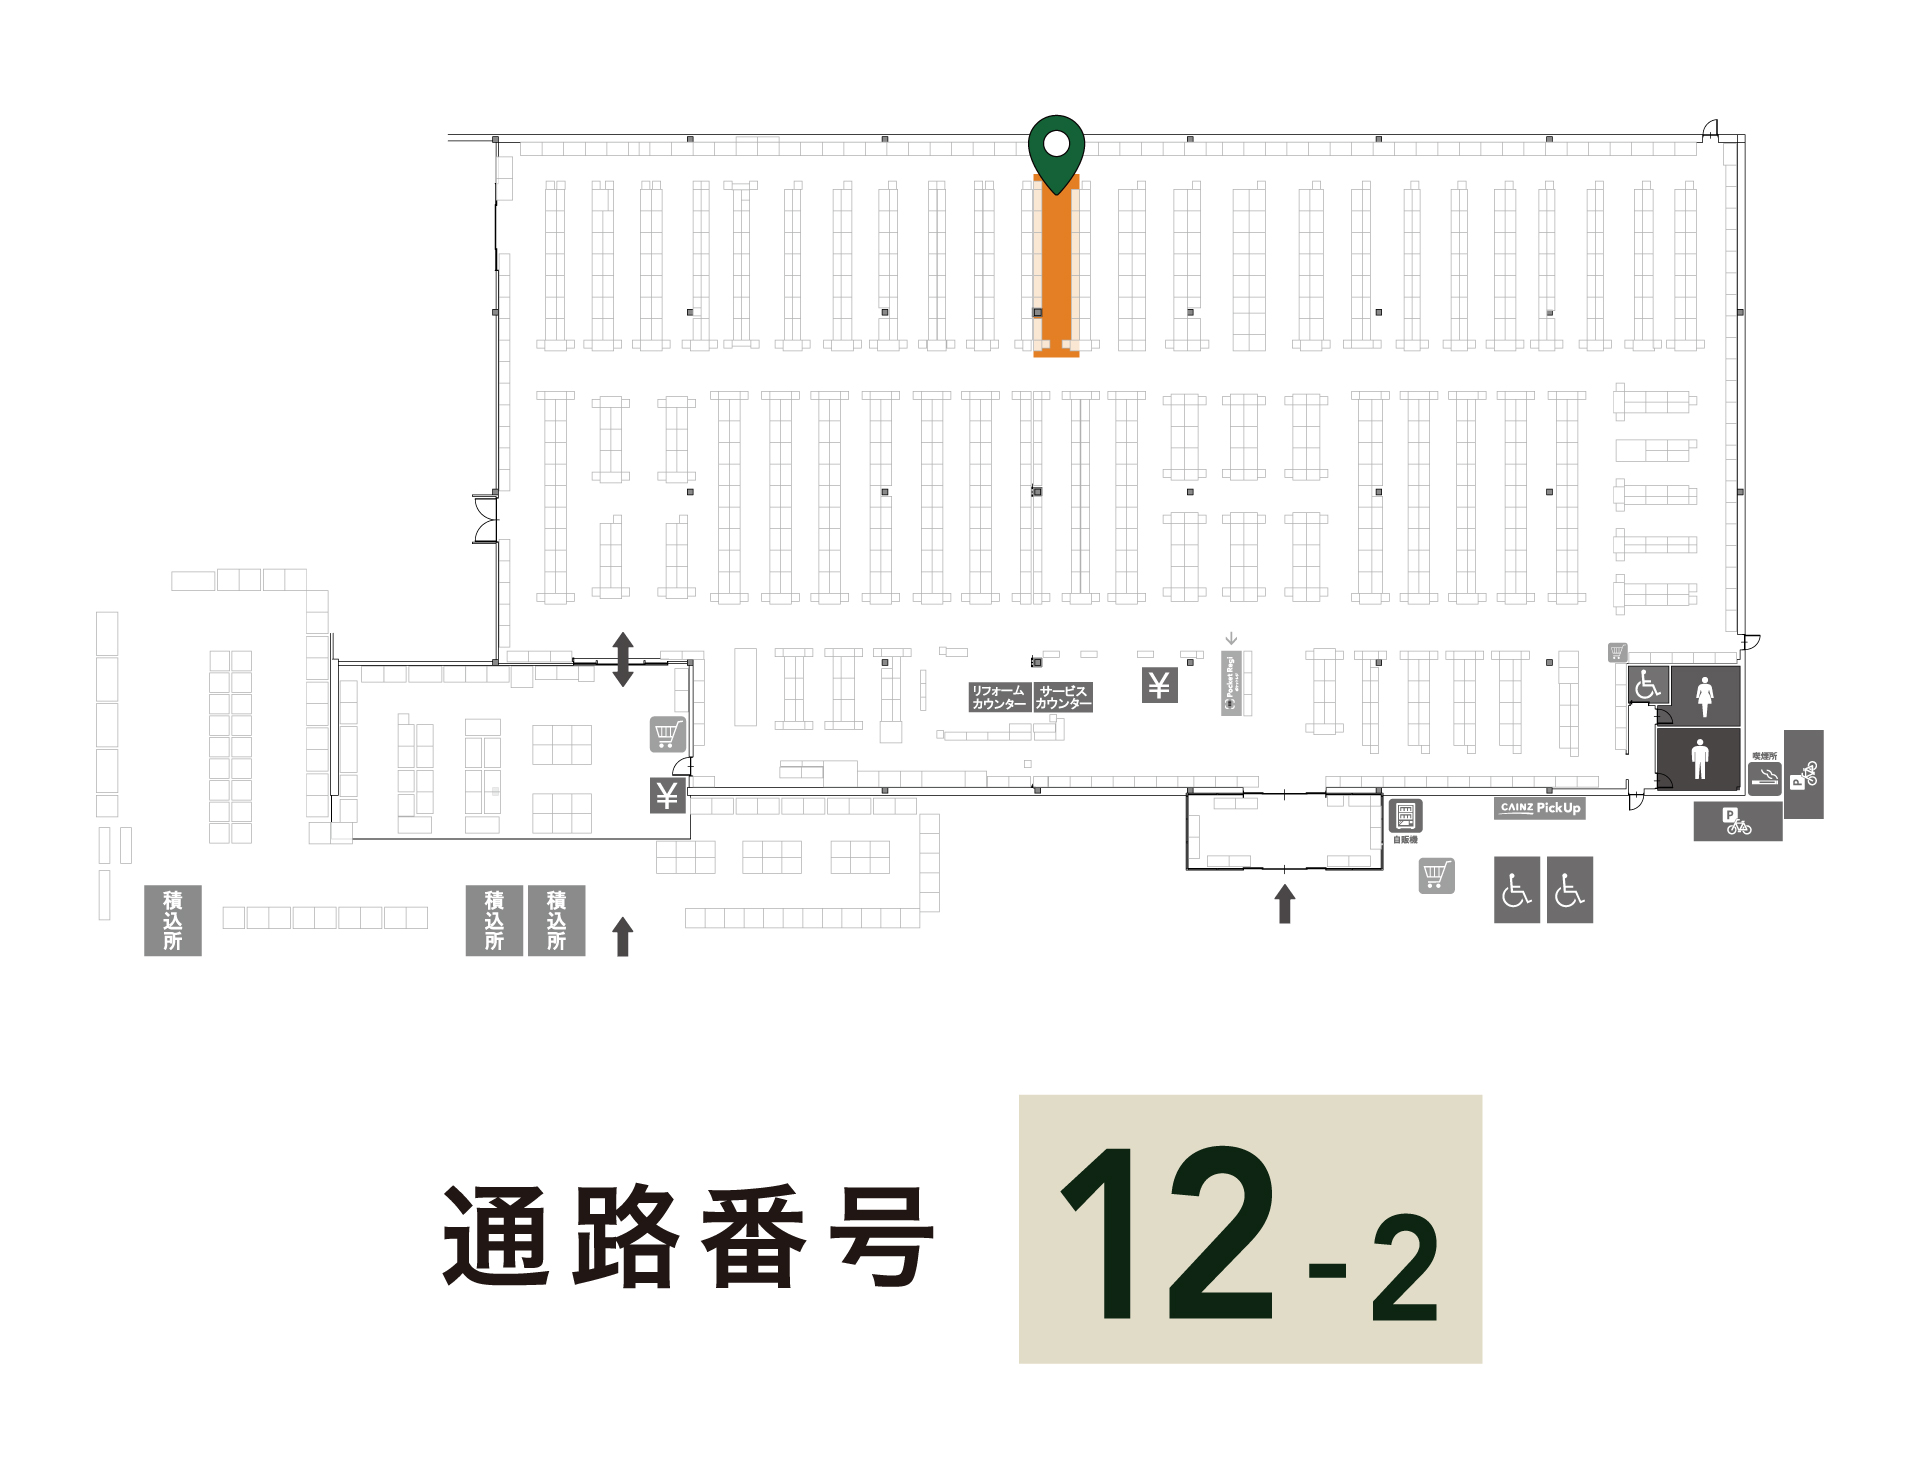 リフォーム
カウンター
サービス
カウンター
¥
Pocket Regi
¥
喫煙所
P
P
CAINZ PickUp
自販機
積込所
積込所
積込所
通路番号 12-2